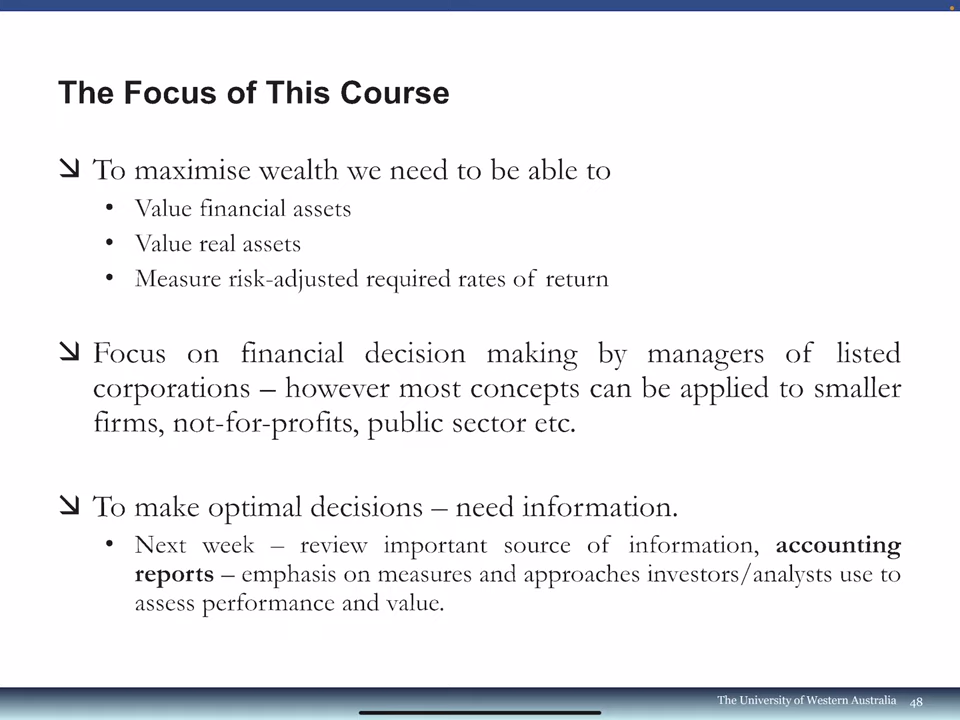 The Focus of This Course
To maximise wealth we need to be able to
• Value financial assets
• Value real assets
• Measure risk-adjusted required rates of return
Focus on financial decision making by managers of listed
corporations – however most concepts can be applied to smaller
firms, not-for-profits, public sector etc.
To make optimal decisions – need information.
• Next week – review important source of information, accounting
reports – emphasis on measures and approaches investors/analysts use to
assess performance and value.
The University of Western Australia 48